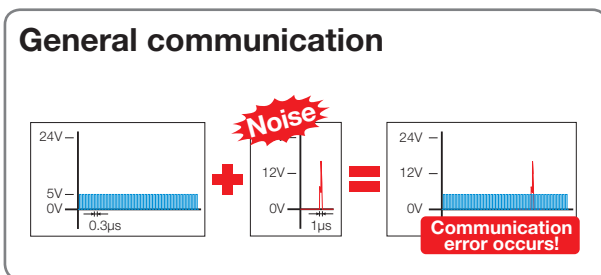 General communication
24V
5V
0V
0.3µs
Noise
12V
0V
1µs
24V
12V
0V
Communication
error occurs!